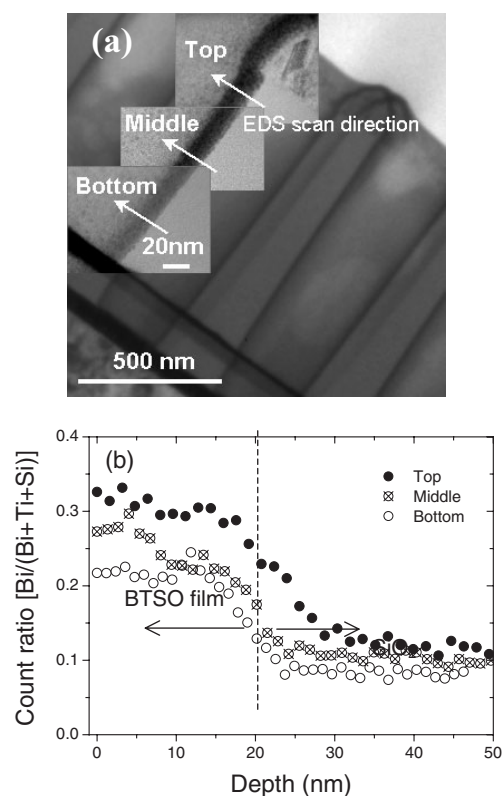 (a)
Top
EDS scan direction
Middle
Bottom
20nm
500 nm
(b)
0.4
0.3
0.2
0.1
0.0
Count ratio [Bi/(Bi+Ti+Si)]
Top
Middle
Bottom
BTSO film
0 10 20 30 40 50
Depth (nm)